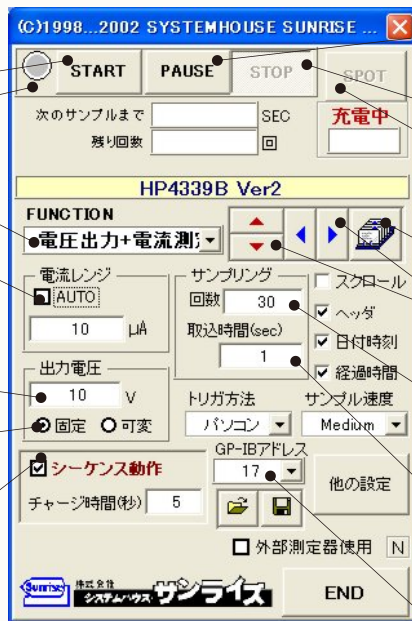 (C)1998...2002 SYSTEMHOUSE SUNRISE ...
START PAUSE STOP SPOT
次のサンプルまで SEC 充電中
残り回数 回
HP4339B Ver2
FUNCTION
電圧出力+電流測定
電流レンジ サンプリング スクロール
AUTO 回数 30 ヘッダ
10 μA 取込時間(sec) 日付時刻
1 経過時間
出力電圧
10 V トリガ方法 サンプル速度
固定 可変 パソコン Medium
GP-IBアドレス
シーケンス動作 17 他の設定
チャージ時間(秒) 5
外部測定器使用 N
Sunrise 株式会社 システムハウス・サンライズ END